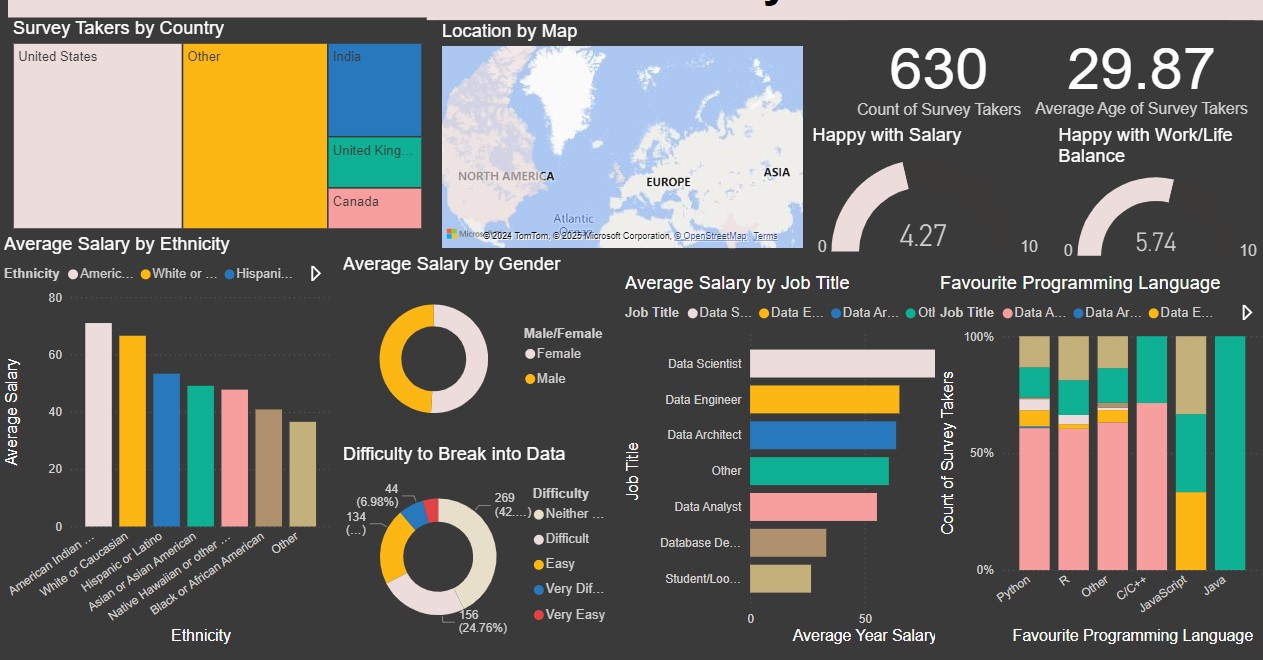 Survey Takers by Country
United States
Other
India
United King...
Canada
Location by Map
NORTH AMERICA
EUROPE
ASIA
Atlantic
Ocean
© 2024 TomTom, © 2025 Microsoft Corporation, © OpenStreetMap Terms
630
Count of Survey Takers
29.87
Average Age of Survey Takers
Happy with Salary
0
4.27
10
Happy with Work/Life
Balance
0
5.74
10
Average Salary by Ethnicity
Ethnicity Americ... White or ... Hispani...
Average Salary
80
60
40
20
0
American Indian ...
White or Caucasian
Hispanic or Latino
Asian or Asian American
Native Hawaiian or other ...
Black or African American
Other
Ethnicity
Average Salary by Gender
Male/Female
Female
Male
Difficulty to Break into Data
44
(6.98%)
134
(...)
269
(42....)
156
(24.76%)
Difficulty
Neither ...
Difficult
Easy
Very Dif...
Very Easy
Average Salary by Job Title
Job Title Data S... Data E... Data Ar... Otl
Job Title
Data Scientist
Data Engineer
Data Architect
Other
Data Analyst
Database De...
Student/Loo...
0
50
Average Year Salary
Favourite Programming Language
Job Title Data A... Data Ar... Data E...
Count of Survey Takers
100%
50%
0%
Python
R
Other
C/C++
JavaScript
Java
Favourite Programming Language